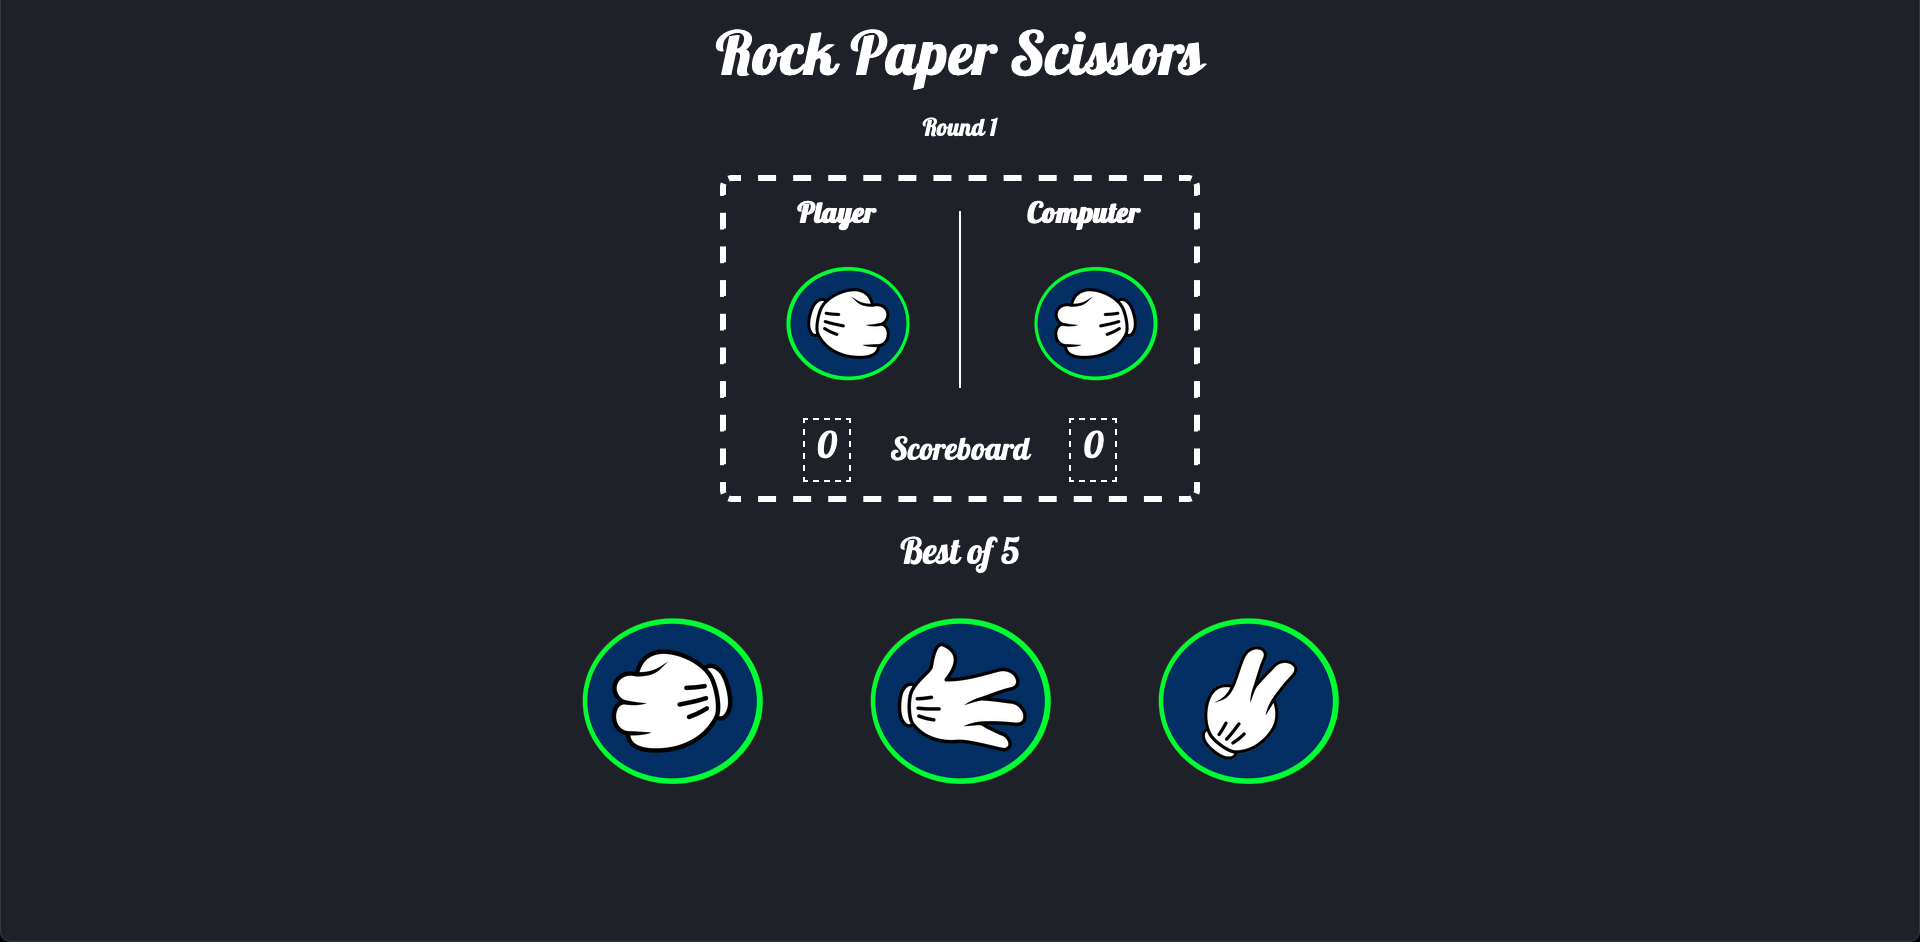 Rock Paper Scissors
Round 1
Player Computer
0 Scoreboard 0
Best of 5